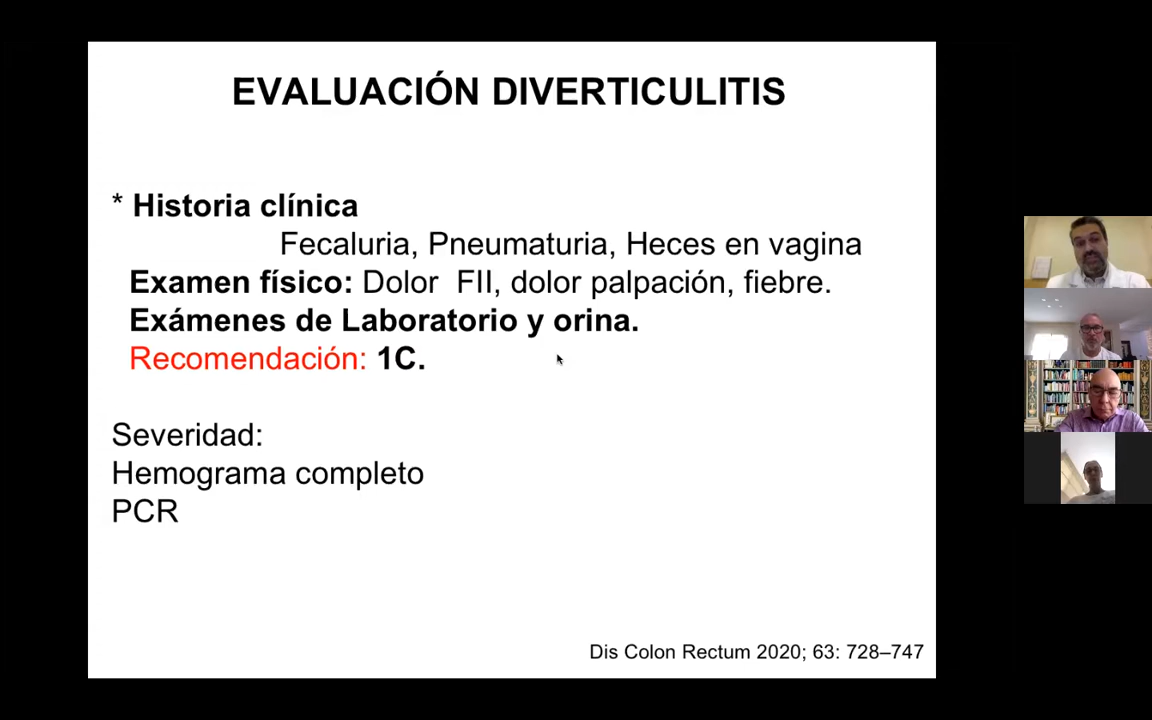 EVALUACIÓN DIVERTICULITIS
* Historia clínica
Fecaluria, Pneumaturia, Heces en vagina
Examen físico: Dolor FII, dolor palpación, fiebre.
Exámenes de Laboratorio y orina.
Recomendación: 1C.
Severidad:
Hemograma completo
PCR
Dis Colon Rectum 2020; 63: 728–747